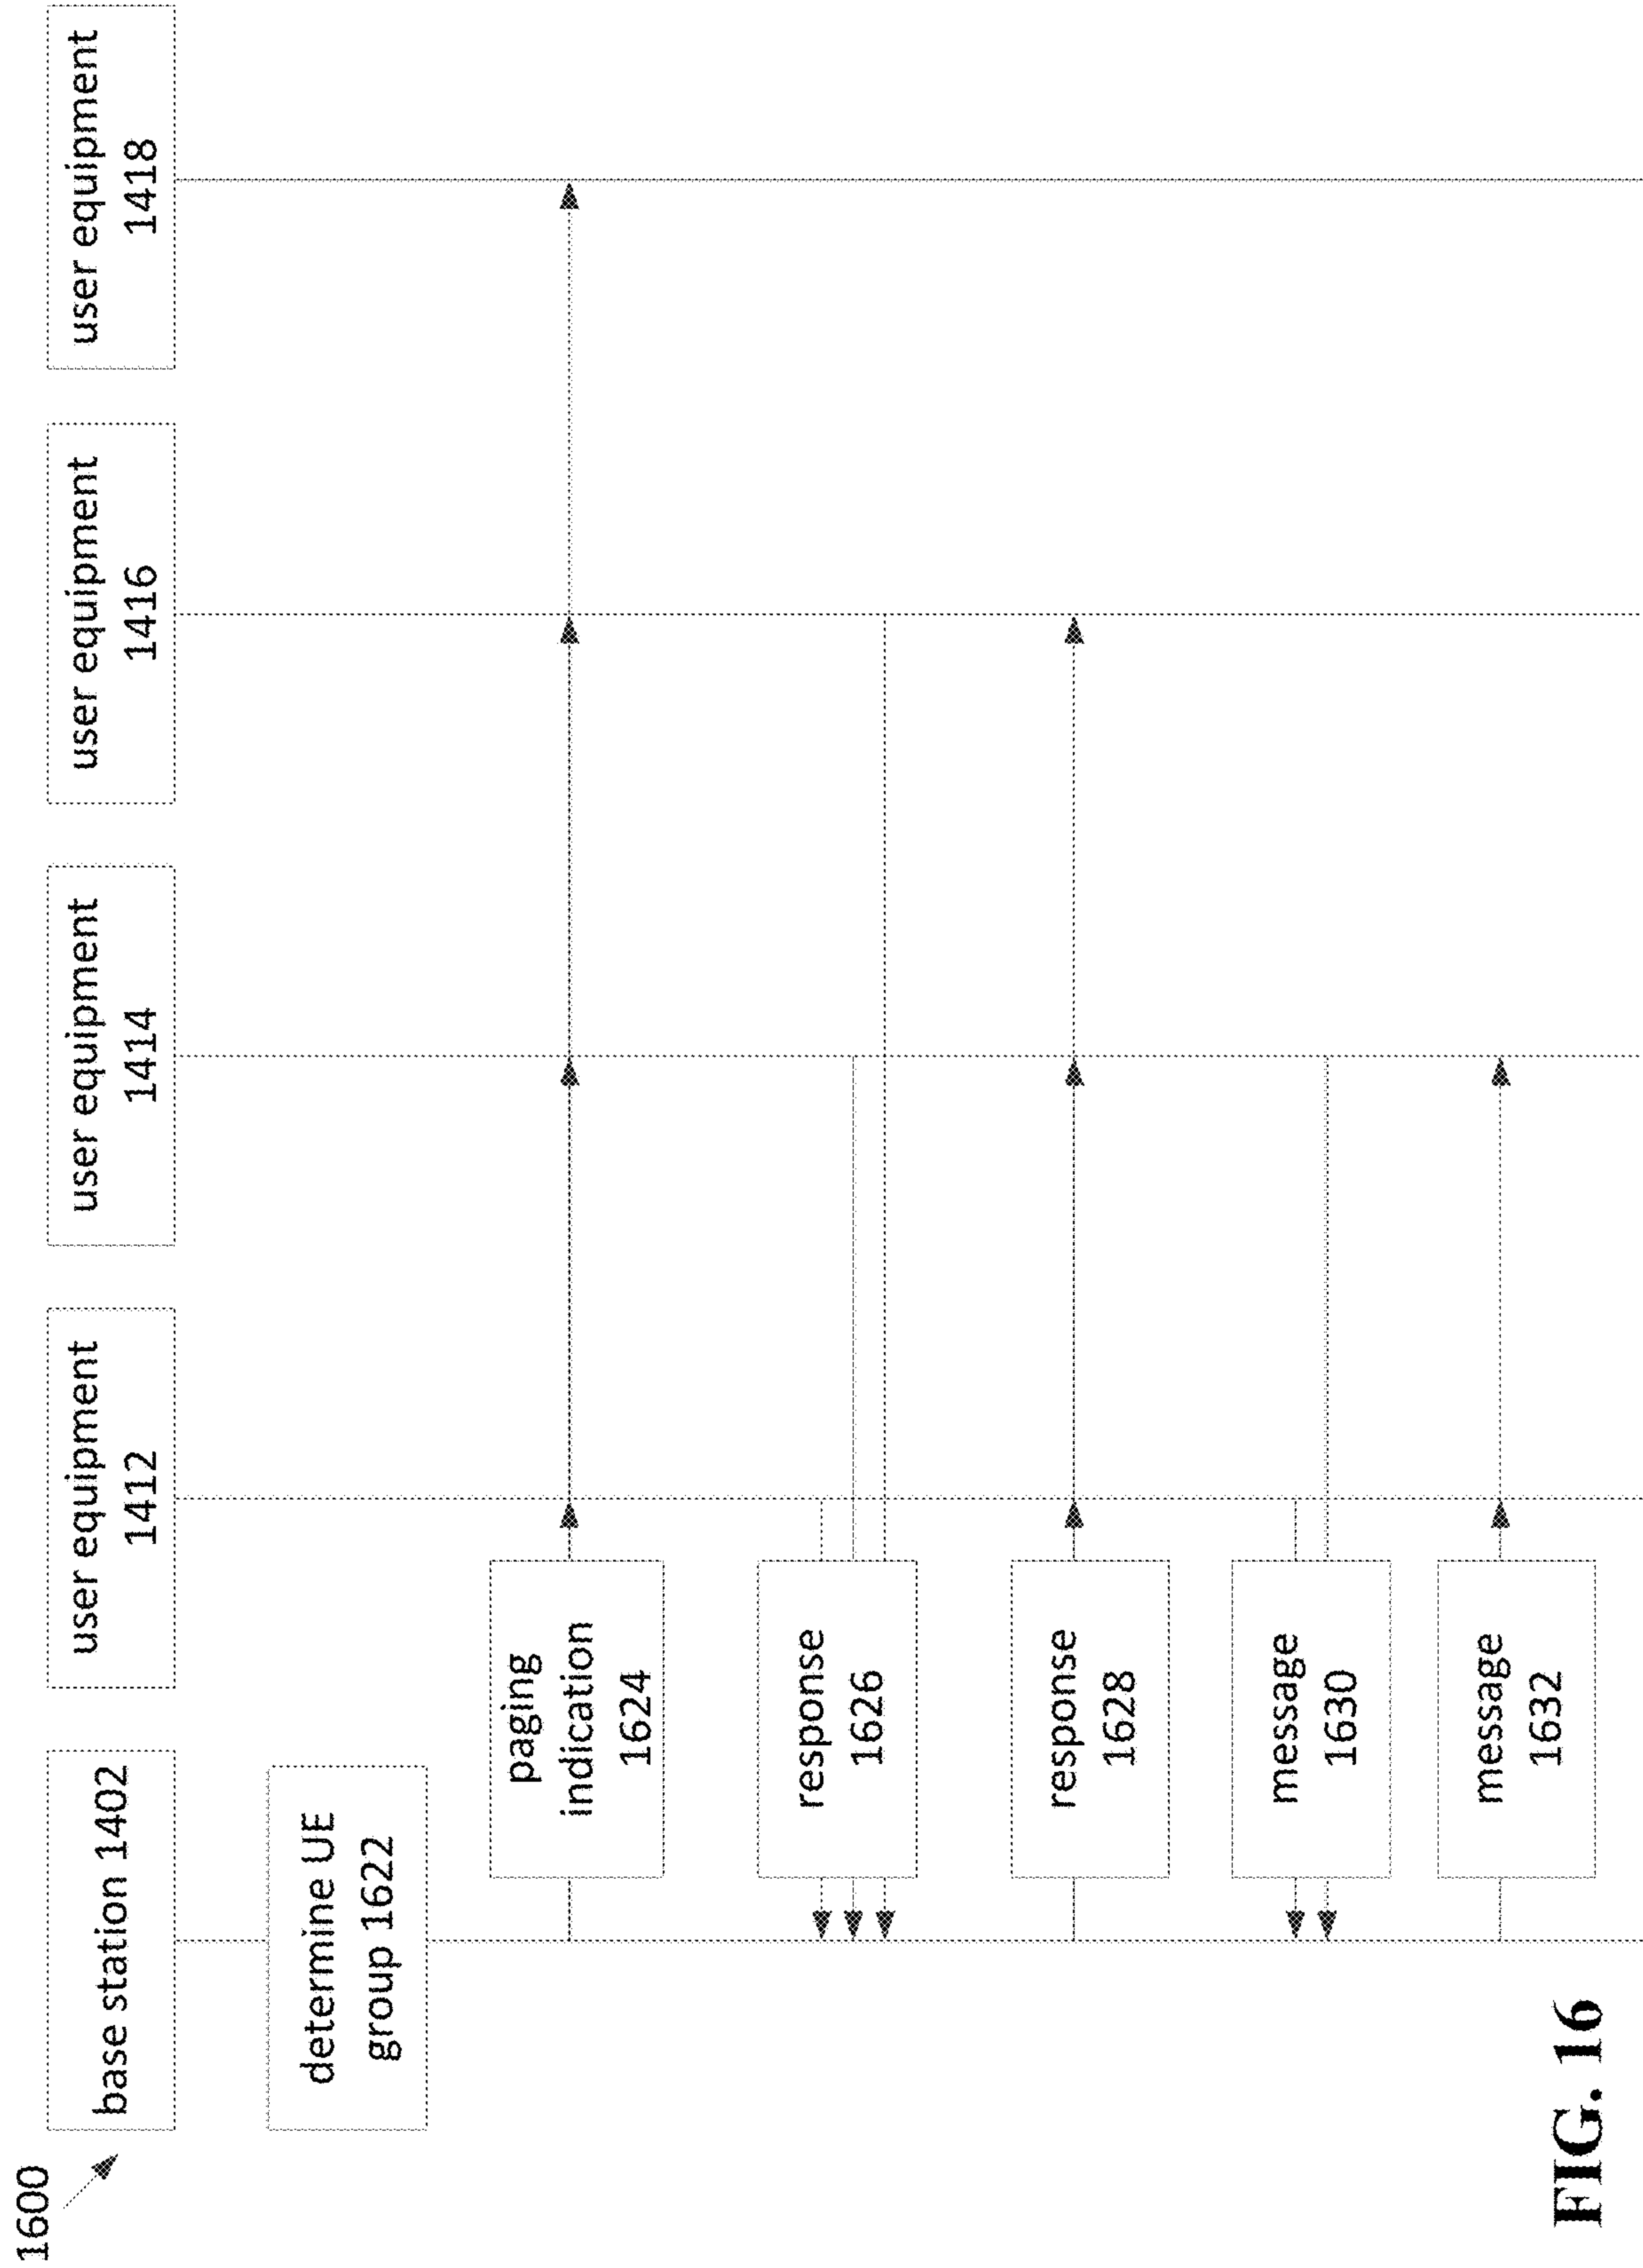 1600
base station 1402
user equipment
1412
user equipment
1414
user equipment
1416
user equipment
1418
determine UE
group 1622
paging
indication
1624
response
1626
response
1628
message
1630
message
1632
FIG. 16